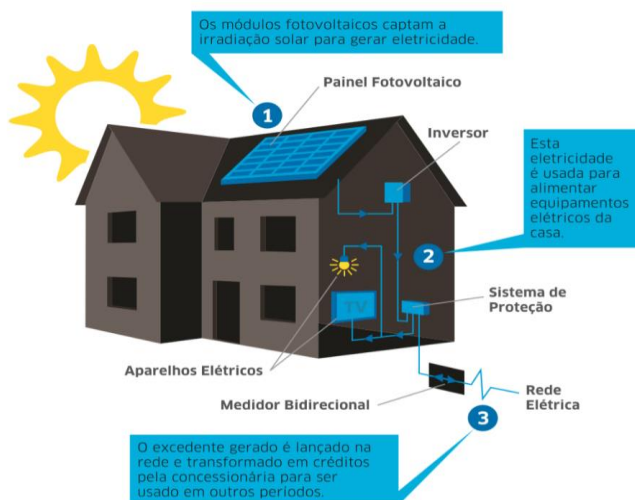 Os módulos fotovoltaicos captam a
irradiação solar para gerar eletricidade.
Painel Fotovoltaico
1
Inversor
Esta
eletricidade
é usada para
alimentar
equipamentos
elétricos da
casa.
2
TV
Sistema de
Proteção
Aparelhos Elétricos
Medidor Bidirecional
Rede
Elétrica
3
O excedente gerado é lançado na
rede e transformado em créditos
pela concessionária para ser
usado em outros períodos.